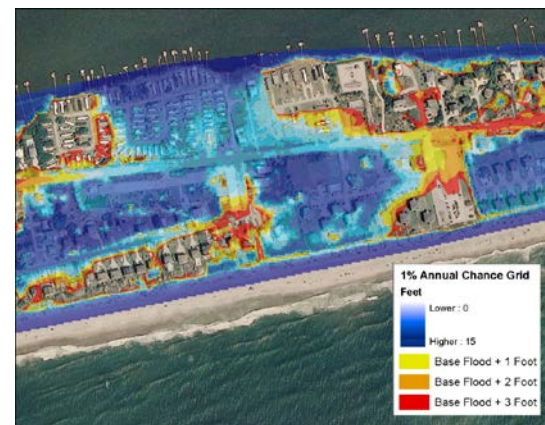 1% Annual Chance Grid
Feet
Lower : 0
Higher : 15
Base Flood + 1 Foot
Base Flood + 2 Foot
Base Flood + 3 Foot